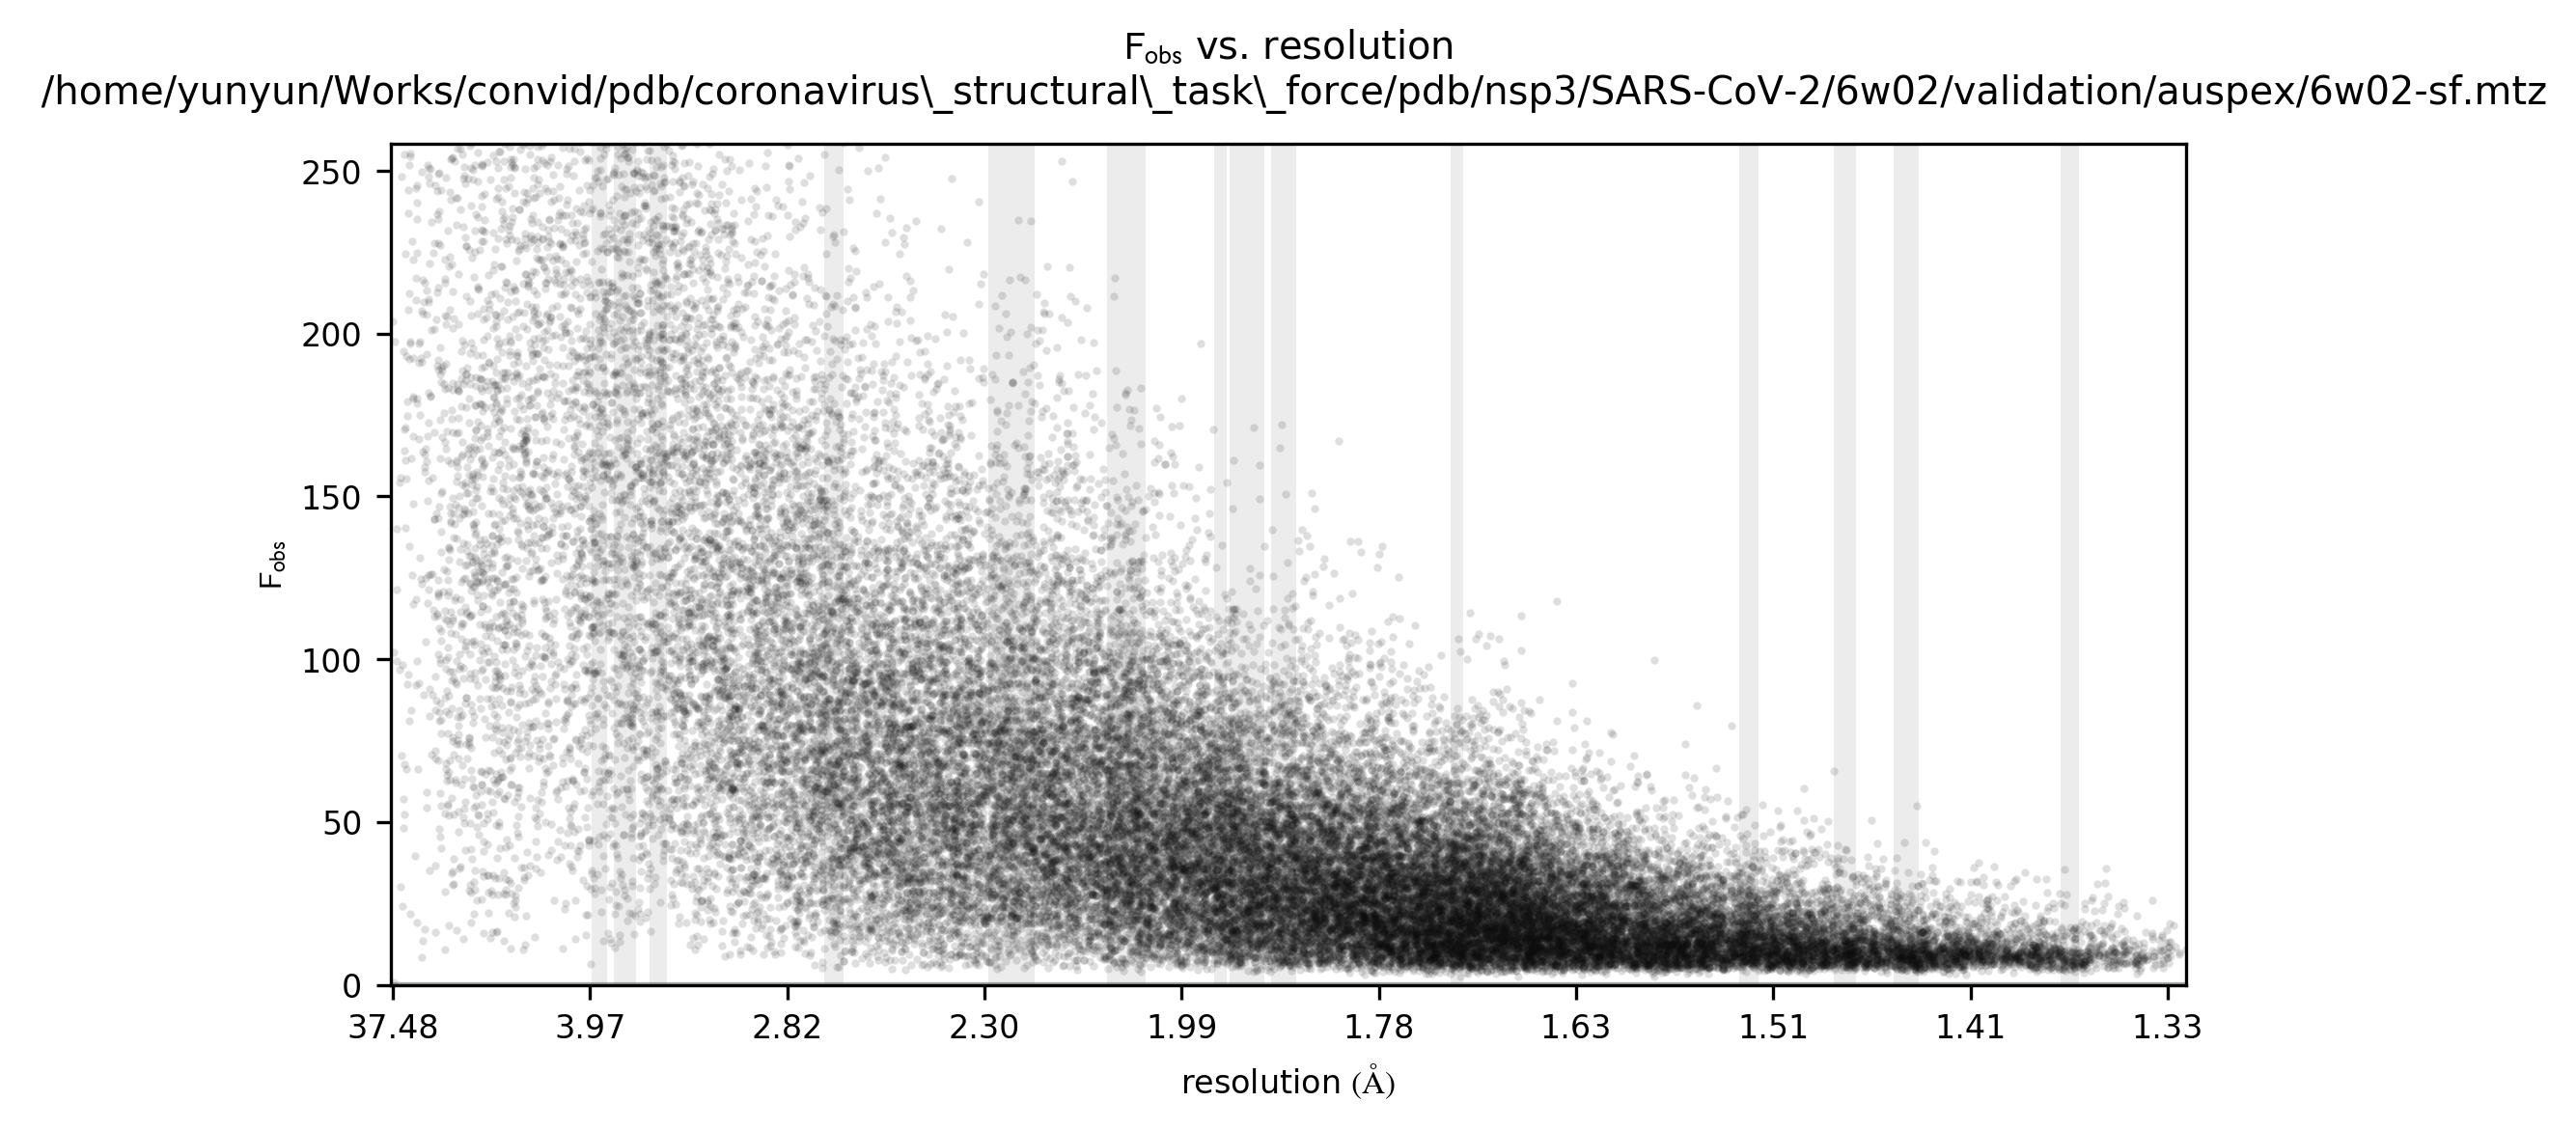 Fobs vs. resolution
/home/yunyun/Works/convid/pdb/coronavirus\_structural\_task\_force/pdb/nsp3/SARS-CoV-2/6w02/validation/auspex/6w02-sf.mtz
250
200
150
100
50
0
Fobs
37.48 3.97 2.82 2.30 1.99 1.78 1.63 1.51 1.41 1.33
resolution (Å)